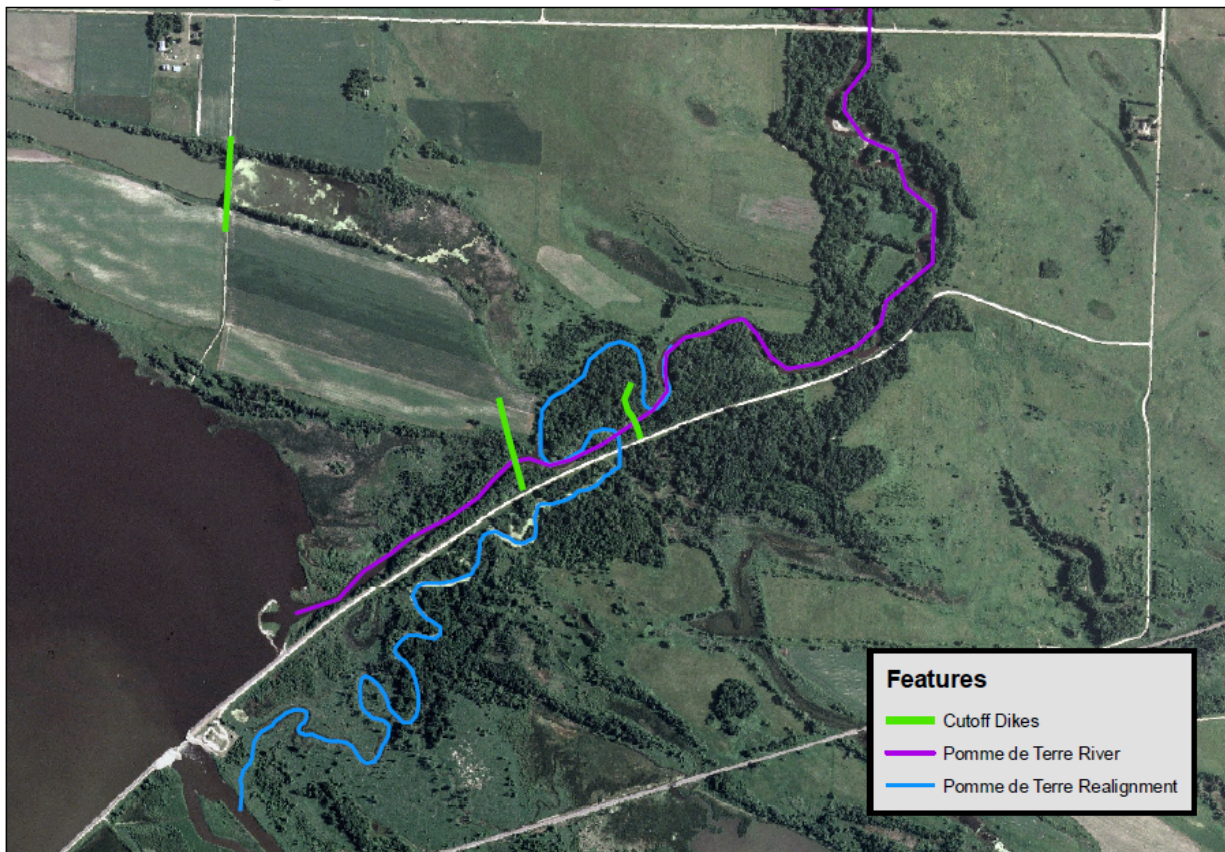 Features
Cutoff Dikes
Pomme de Terre River
Pomme de Terre Realignment